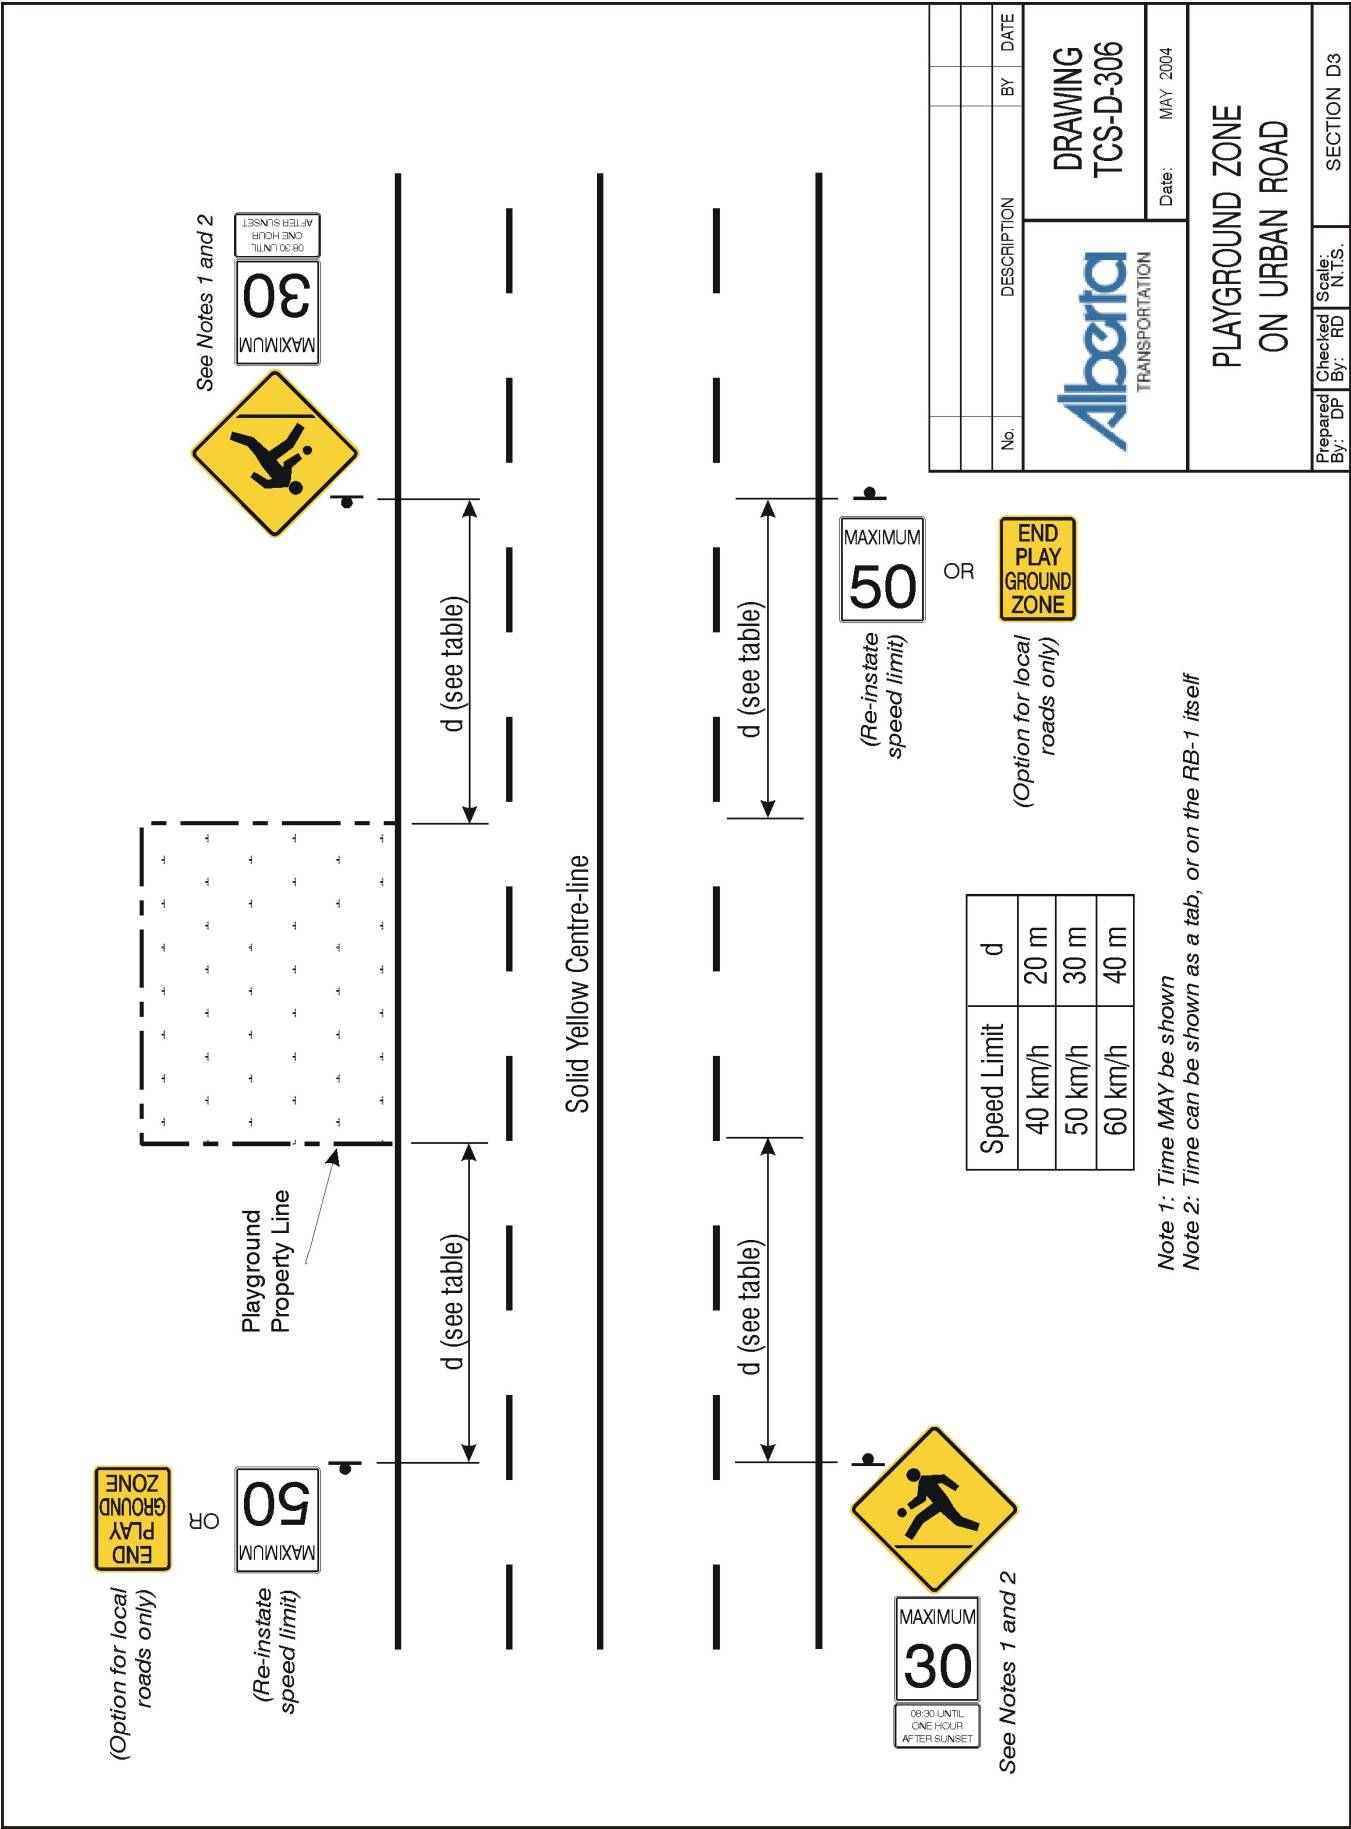 (Option for local
roads only)
END
PLAY
GROUND
ZONE
OR
(Re-instate
speed limit)
MAXIMUM
50
Playground
Property Line
See Notes 1 and 2
MAXIMUM
30
08:30 UNTIL
ONE HOUR
AFTER SUNSET
d (see table)
d (see table)
Solid Yellow Centre-line
d (see table)
d (see table)
MAXIMUM
30
08:30 UNTIL
ONE HOUR
AFTER SUNSET
See Notes 1 and 2
MAXIMUM
50
(Re-instate
speed limit)
OR
END
PLAY
GROUND
ZONE
(Option for local
roads only)
Speed Limit d
40 km/h 20 m
50 km/h 30 m
60 km/h 40 m
Note 1: Time MAY be shown
Note 2: Time can be shown as a tab, or on the RB-1 itself
No. DESCRIPTION BY DATE
Alberta
TRANSPORTATION
DRAWING
TCS-D-306
Date: MAY 2004
PLAYGROUND ZONE
ON URBAN ROAD
Prepared By: DP
Checked By: RD
Scale: N.T.S.
SECTION D3